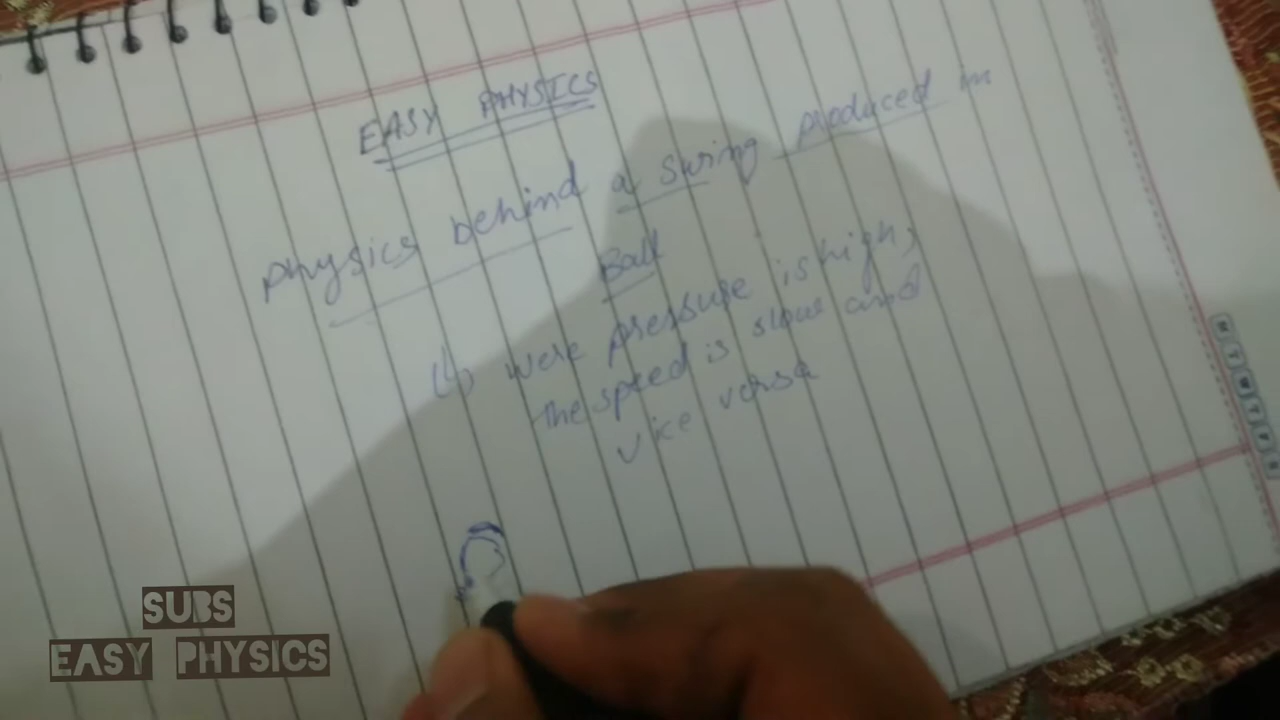 EASY PHYSICS
Physics behind a swing produced in
Ball
(1) Were pressure is high,
the speed is slow and
vice versa
SUBS
EASY PHYSICS